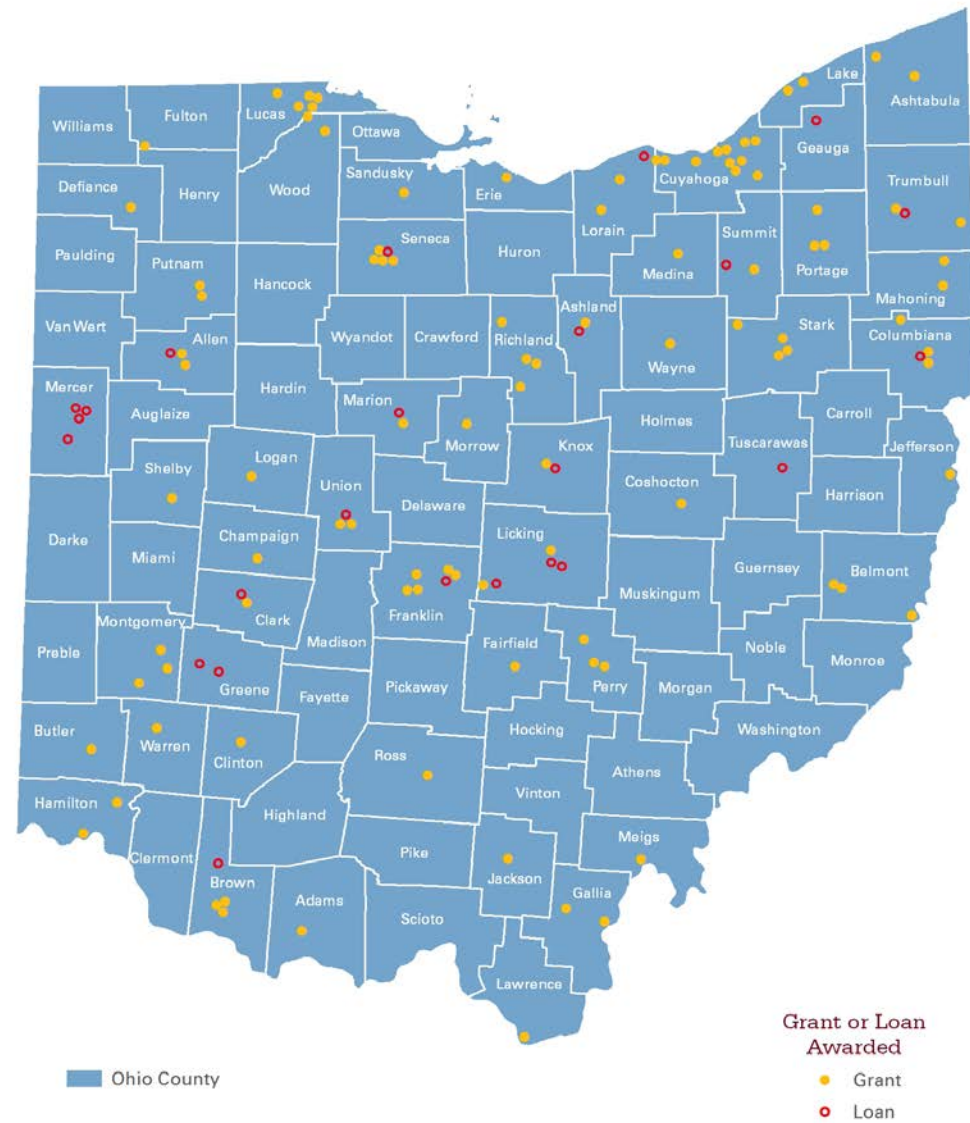 Lake
Ashtabula
Williams
Fulton
Lucas
Ottawa
Geauga
Defiance
Henry
Wood
Sandusky
Erie
Cuyahoga
Trumbull
Lorain
Paulding
Putnam
Hancock
Seneca
Huron
Medina
Summit
Portage
Mahoning
Van Wert
Allen
Wyandot
Crawford
Richland
Ashland
Wayne
Stark
Columbiana
Mercer
Auglaize
Hardin
Marion
Morrow
Holmes
Carroll
Shelby
Logan
Union
Delaware
Knox
Coshocton
Tuscarawas
Harrison
Jefferson
Darke
Miami
Champaign
Licking
Guernsey
Belmont
Clark
Madison
Franklin
Muskingum
Preble
Montgomery
Greene
Fayette
Pickaway
Fairfield
Perry
Morgan
Noble
Monroe
Butler
Warren
Clinton
Ross
Hocking
Washington
Athens
Hamilton
Highland
Vinton
Clermont
Brown
Pike
Jackson
Meigs
Adams
Scioto
Gallia
Lawrence
Grant or Loan
Awarded
Ohio County
Grant
Loan